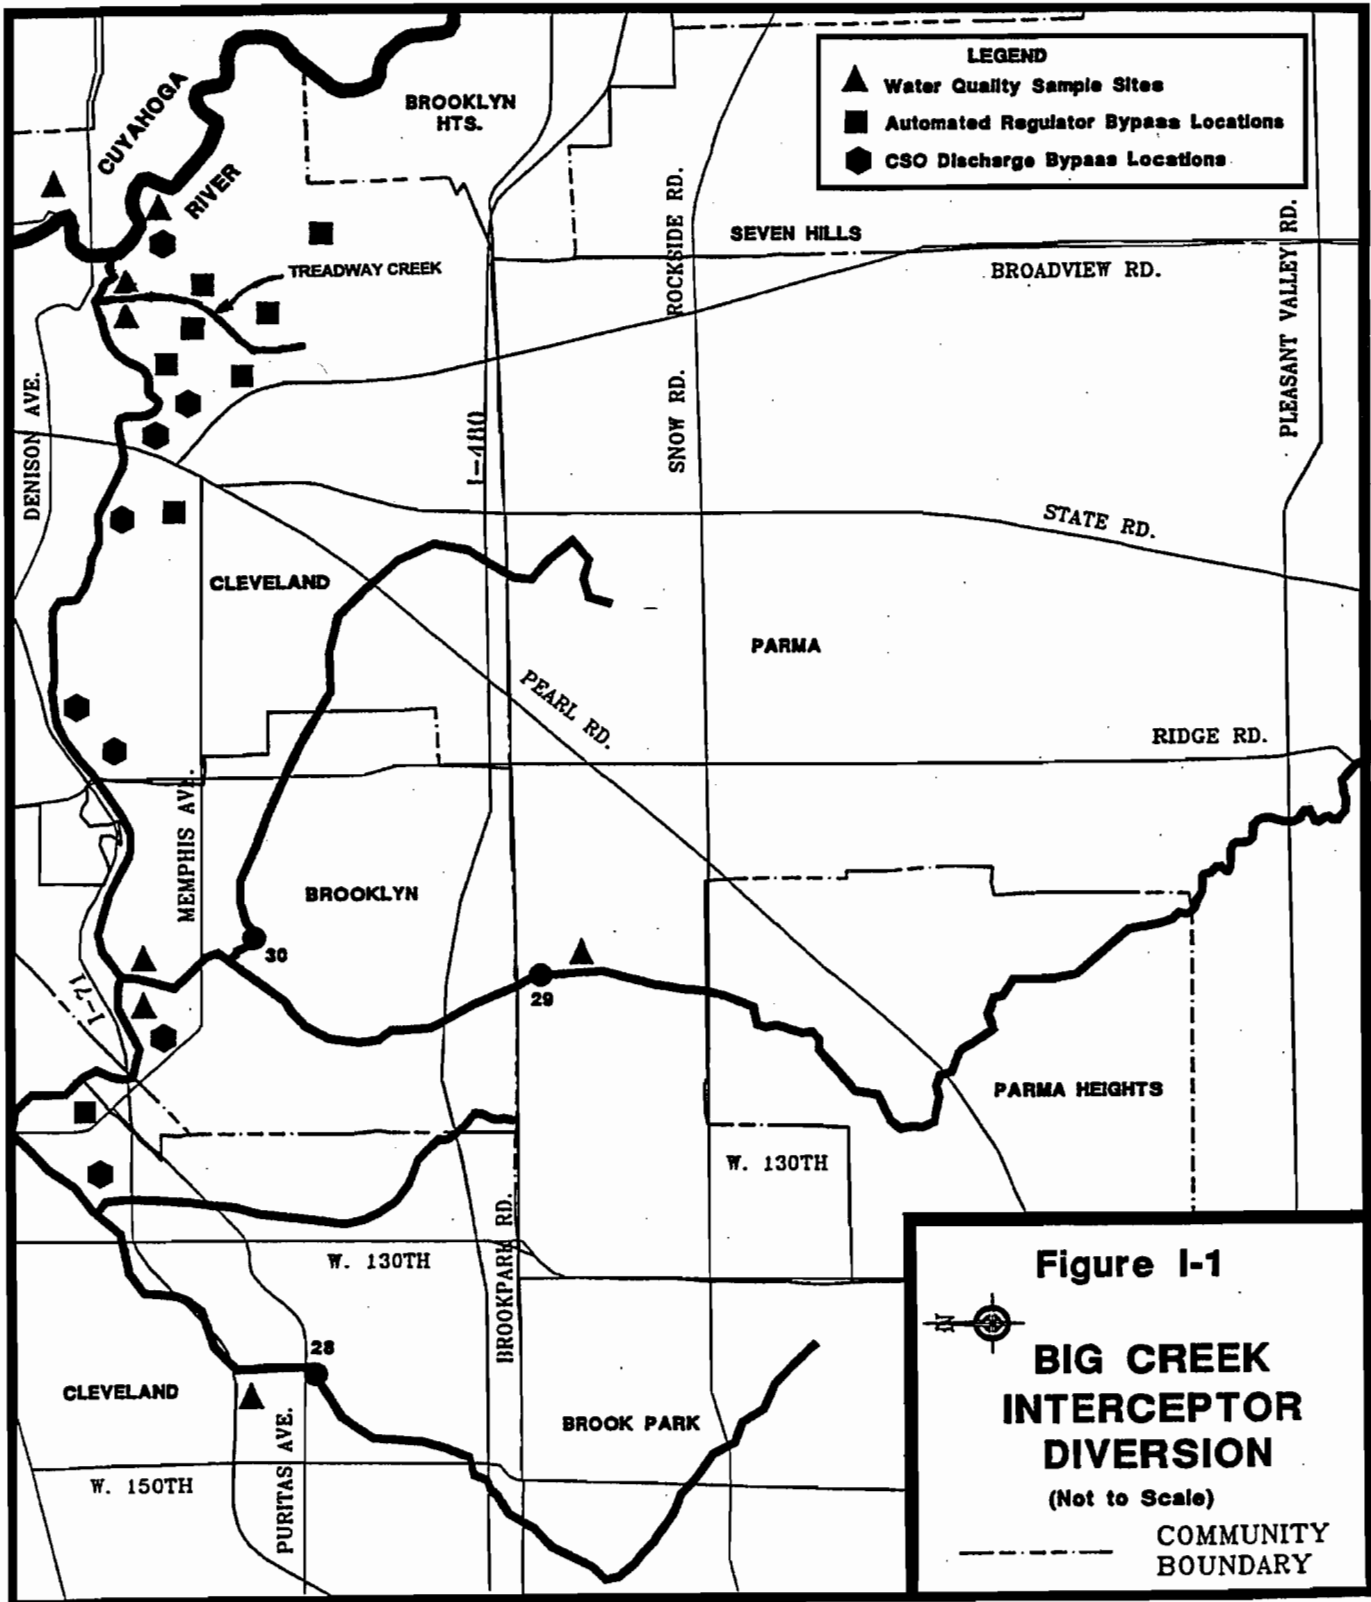 LEGEND
Water Quality Sample Sites
Automated Regulator Bypass Locations
CSO Discharge Bypass Locations
CUYAHOGA
RIVER
BROOKLYN
HTS.
TREADWAY CREEK
SEVEN HILLS
BROADVIEW RD.
ROCKSIDE RD.
SNOW RD.
PLEASANT VALLEY RD.
DENISON AVE.
I-480
STATE RD.
CLEVELAND
PARMA
PEARL RD.
RIDGE RD.
MEMPHIS AVE.
BROOKLYN
30
29
I-71
PARMA HEIGHTS
W. 130TH
W. 130TH
BROOKPARK RD.
28
CLEVELAND
PURITAS AVE.
BROOK PARK
W. 150TH
Figure I-1
N
BIG CREEK
INTERCEPTOR
DIVERSION
(Not to Scale)
COMMUNITY
BOUNDARY